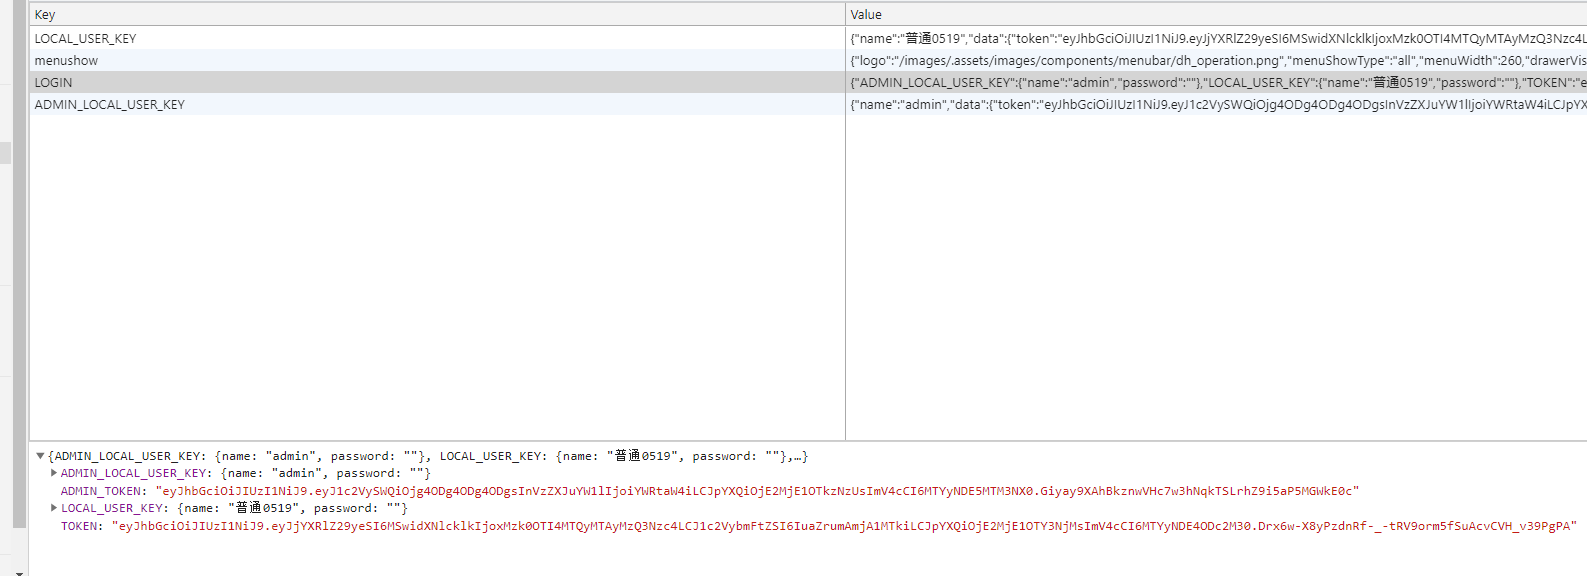 Key Value
LOCAL_USER_KEY {"name":"普通0519","data":{"token":"eyJhbGciOiJIUzI1NiJ9.eyJjYXRlZ29yeSI6MSwidXNlcklkIjoxMzk0OTI4MTQyMTAyMzQ3Nzc4L
menushow {"logo":"/images/.assets/images/components/menubar/dh_operation.png","menuShowType":"all","menuWidth":260,"drawerVis
LOGIN {"ADMIN_LOCAL_USER_KEY":{"name":"admin","password":""},"LOCAL_USER_KEY":{"name":"普通0519","password":""},"TOKEN":"e
ADMIN_LOCAL_USER_KEY {"name":"admin","data":{"token":"eyJhbGciOiJIUzI1NiJ9.eyJ1c2VySWQiOjg4ODg4ODg4ODgsInVzZXJuYW1lIjoiYWRtaW4iLCJpYX
{ADMIN_LOCAL_USER_KEY: {name: "admin", password: ""}, LOCAL_USER_KEY: {name: "普通0519", password: ""},…}
ADMIN_LOCAL_USER_KEY: {name: "admin", password: ""}
ADMIN_TOKEN: "eyJhbGciOiJIUzI1NiJ9.eyJ1c2VySWQiOjg4ODg4ODg4ODgsInVzZXJuYW1lIjoiYWRtaW4iLCJpYXQiOjE2MjE1OTkzNzUsImV4cCI6MTYyNDE5MTM3NX0.Giyay9XAhBkznwVHc7w3hNqkTSLrhZ9i5aP5MGWkE0c"
LOCAL_USER_KEY: {name: "普通0519", password: ""}
TOKEN: "eyJhbGciOiJIUzI1NiJ9.eyJjYXRlZ29yeSI6MSwidXNlcklkIjoxMzk0OTI4MTQyMTAyMzQ3Nzc4LCJ1c2VybmFtZSI6IuaZrumAmjA1MTkiLCJpYXQiOjE2MjE1OTY3NjMsImV4cCI6MTYyNDE4ODc2M30.Drx6w-X8yPzdnRf-_-tRV9orm5fSuAcvCVH_v39PgPA"